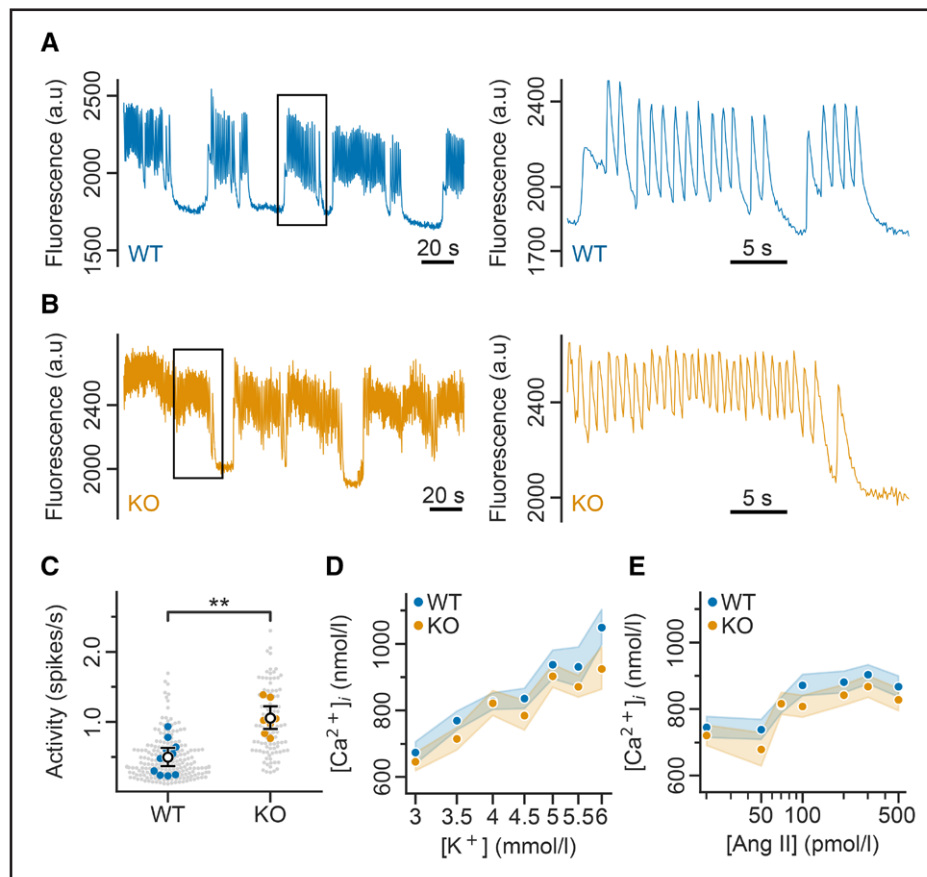 A
Fluorescence (a.u)
2500
2000
1500
WT
20 s
Fluorescence (a.u)
2400
2000
1700
WT
5 s
B
Fluorescence (a.u)
2400
2000
KO
20 s
Fluorescence (a.u)
2400
2000
KO
5 s
C
Activity (spikes/s)
2.0
1.0
**
WT KO
D
WT
KO
[Ca2+]i (nmol/l)
1000
800
600
3 3.5 4 4.5 5 5.5 6
[K+] (mmol/l)
E
WT
KO
[Ca2+]i (nmol/l)
1000
800
600
50 100 500
[Ang II] (pmol/l)